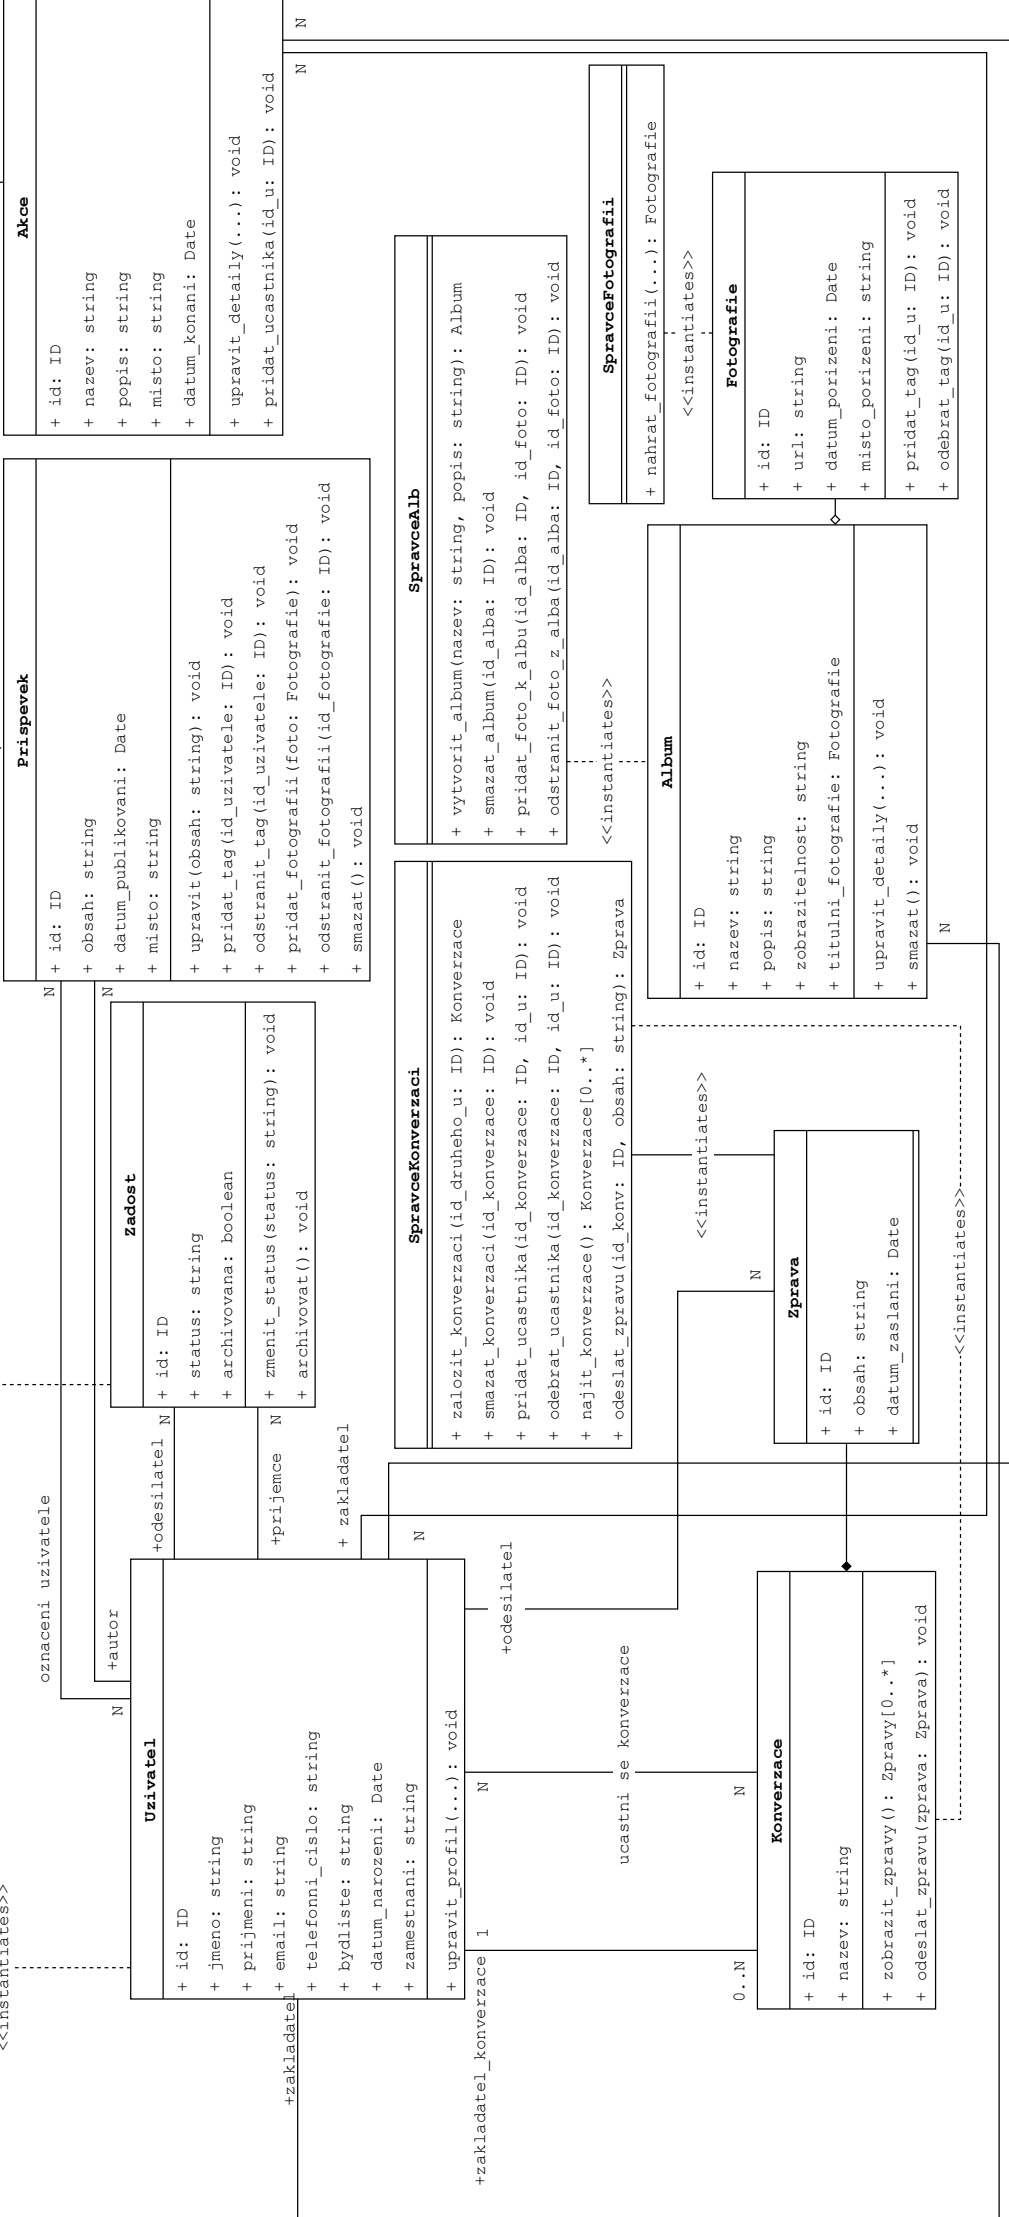 Akce
+ id: ID
+ nazev: string
+ popis: string
+ misto: string
+ datum_konani: Date
+ upravit_detaily(...): void
+ pridat_ucastnika(id_u: ID): void
N
N
Prispevek
+ id: ID
+ obsah: string
+ datum_publikovani: Date
+ misto: string
+ upravit(obsah: string): void
+ pridat_tag(id_uzivatele: ID): void
+ odstranit_tag(id_uzivatele: ID): void
+ pridat_fotografii(foto: Fotografie): void
+ odstranit_fotografii(id_fotografie: ID): void
+ smazat(): void
N
N
Zadost
+ id: ID
+ status: string
+ archivovana: boolean
+ zmenit_status(status: string): void
+ archivovat(): void
N
N
+odesilatel
+prijemce
+ zakladatel
N
oznaceni uzivatele
+autor
N
Uzivatel
+ id: ID
+ jmeno: string
+ prijmeni: string
+ email: string
+ telefonni_cislo: string
+ bydliste: string
+ datum_narozeni: Date
+ zamestnani: string
+ upravit_profil(...): void
<<instantiates>>
+zakladatel
+zakladatel_konverzace
1
N
+odesilatel
ucastni se konverzace
SpravceAlb
+ vytvorit_album(nazev: string, popis: string): Album
+ smazat_album(id_alba: ID): void
+ pridat_foto_k_albu(id_alba: ID, id_foto: ID): void
+ odstranit_foto_z_alba(id_alba: ID, id_foto: ID): void
<<instantiates>>
SpravceFotografii
+ nahrat_fotografii(...): Fotografie
<<instantiates>>
Fotografie
+ id: ID
+ url: string
+ datum_porizeni: Date
+ misto_porizeni: string
+ pridat_tag(id_u: ID): void
+ odebrat_tag(id_u: ID): void
Album
+ id: ID
+ nazev: string
+ popis: string
+ zobrazitelnost: string
+ titulni_fotografie: Fotografie
+ upravit_detaily(...): void
+ smazat(): void
N
SpravceKonverzaci
+ zalozit_konverzaci(id_druheho_u: ID): Konverzace
+ smazat_konverzaci(id_konverzace: ID): void
+ pridat_ucastnika(id_konverzace: ID, id_u: ID): void
+ odebrat_ucastnika(id_konverzace: ID, id_u: ID): void
+ najit_konverzace(): Konverzace[0..*]
+ odeslat_zpravu(id_konv: ID, obsah: string): Zprava
<<instantiates>>
N
Zprava
+ id: ID
+ obsah: string
+ datum_zaslani: Date
<<instantiates>>
N
0..N
Konverzace
+ id: ID
+ nazev: string
+ zobrazit_zpravy(): Zpravy[0..*]
+ odeslat_zpravu(zprava: Zprava): void